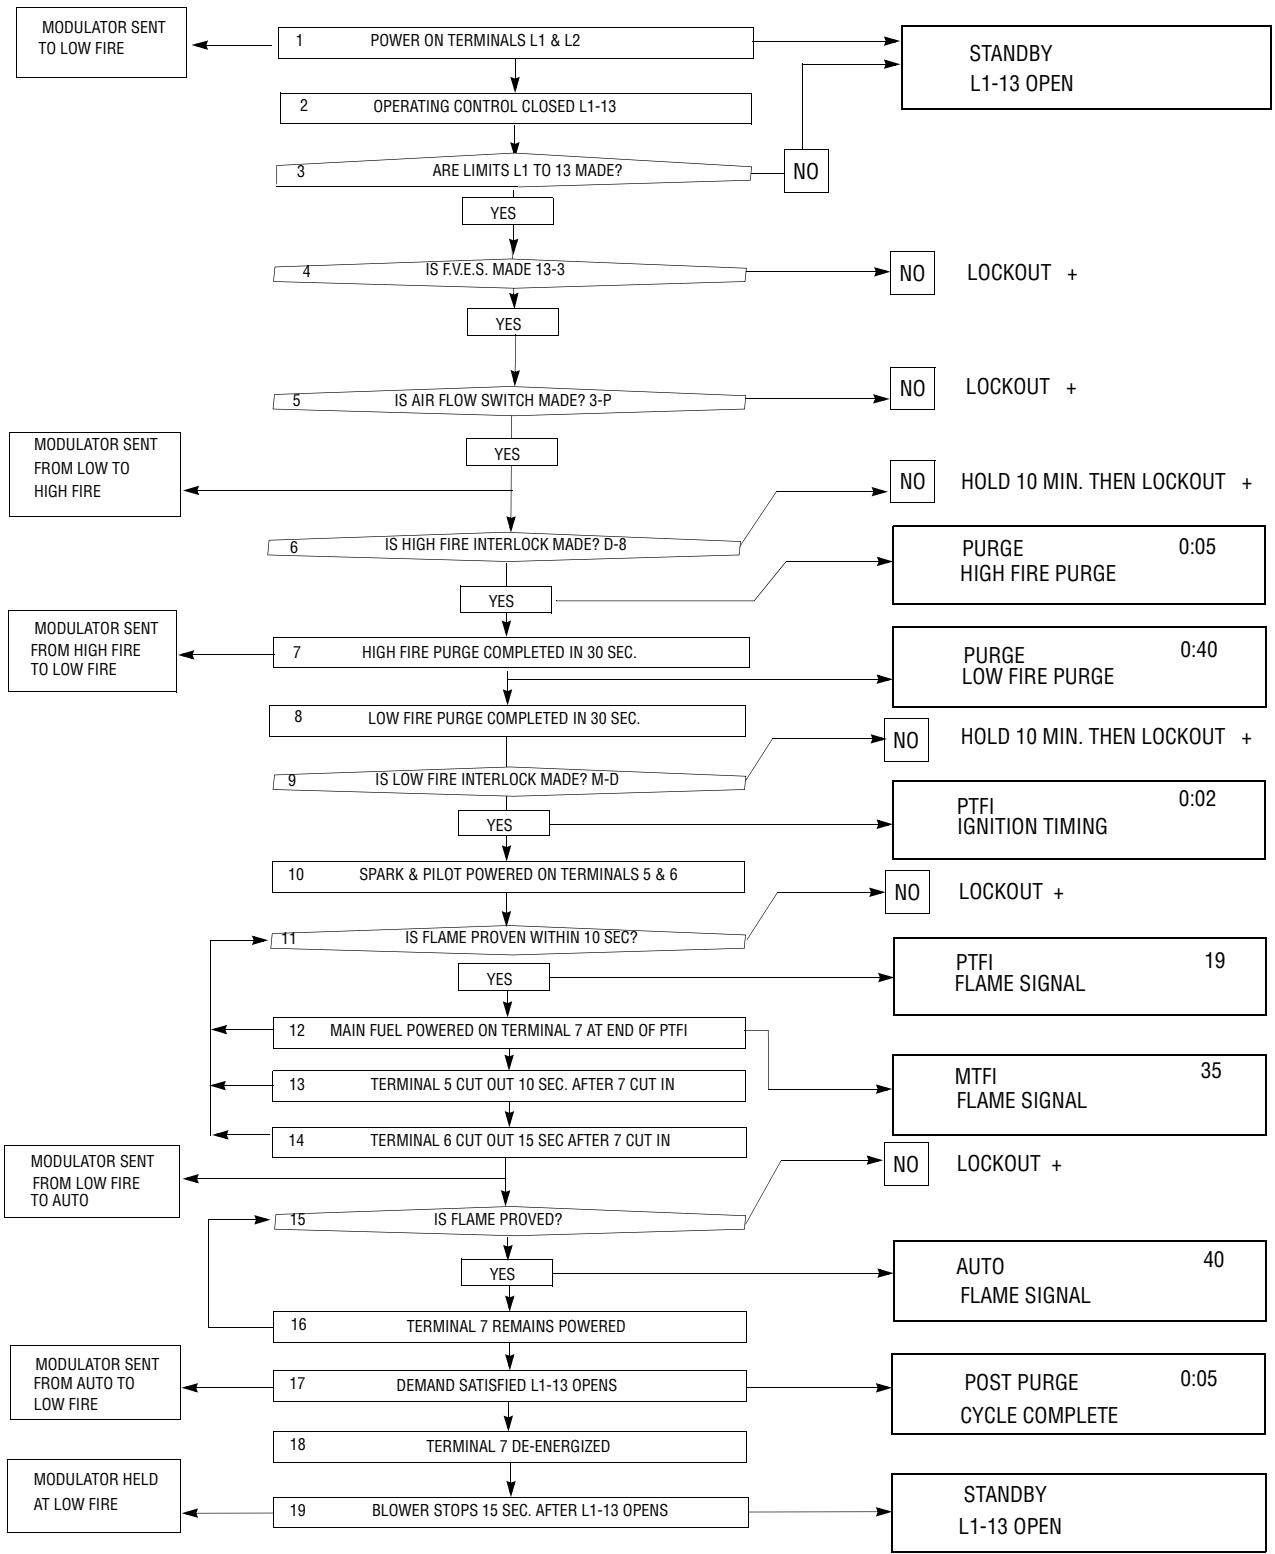 MODULATOR SENT
TO LOW FIRE
1 POWER ON TERMINALS L1 & L2
STANDBY
L1-13 OPEN
2 OPERATING CONTROL CLOSED L1-13
3 ARE LIMITS L1 TO 13 MADE?
NO
YES
4 IS F.V.E.S. MADE 13-3
NO LOCKOUT +
YES
5 IS AIR FLOW SWITCH MADE? 3-P
NO LOCKOUT +
YES
MODULATOR SENT
FROM LOW TO
HIGH FIRE
NO HOLD 10 MIN. THEN LOCKOUT +
6 IS HIGH FIRE INTERLOCK MADE? D-8
PURGE 0:05
HIGH FIRE PURGE
YES
MODULATOR SENT
FROM HIGH FIRE
TO LOW FIRE
7 HIGH FIRE PURGE COMPLETED IN 30 SEC.
PURGE 0:40
LOW FIRE PURGE
8 LOW FIRE PURGE COMPLETED IN 30 SEC.
NO HOLD 10 MIN. THEN LOCKOUT +
9 IS LOW FIRE INTERLOCK MADE? M-D
YES
PTFI 0:02
IGNITION TIMING
10 SPARK & PILOT POWERED ON TERMINALS 5 & 6
NO LOCKOUT +
11 IS FLAME PROVEN WITHIN 10 SEC?
YES
PTFI 19
FLAME SIGNAL
12 MAIN FUEL POWERED ON TERMINAL 7 AT END OF PTFI
13 TERMINAL 5 CUT OUT 10 SEC. AFTER 7 CUT IN
MTFI 35
FLAME SIGNAL
14 TERMINAL 6 CUT OUT 15 SEC AFTER 7 CUT IN
MODULATOR SENT
FROM LOW FIRE
TO AUTO
NO LOCKOUT +
15 IS FLAME PROVED?
YES
AUTO 40
FLAME SIGNAL
16 TERMINAL 7 REMAINS POWERED
MODULATOR SENT
FROM AUTO TO
LOW FIRE
17 DEMAND SATISFIED L1-13 OPENS
POST PURGE 0:05
CYCLE COMPLETE
18 TERMINAL 7 DE-ENERGIZED
MODULATOR HELD
AT LOW FIRE
19 BLOWER STOPS 15 SEC. AFTER L1-13 OPENS
STANDBY
L1-13 OPEN